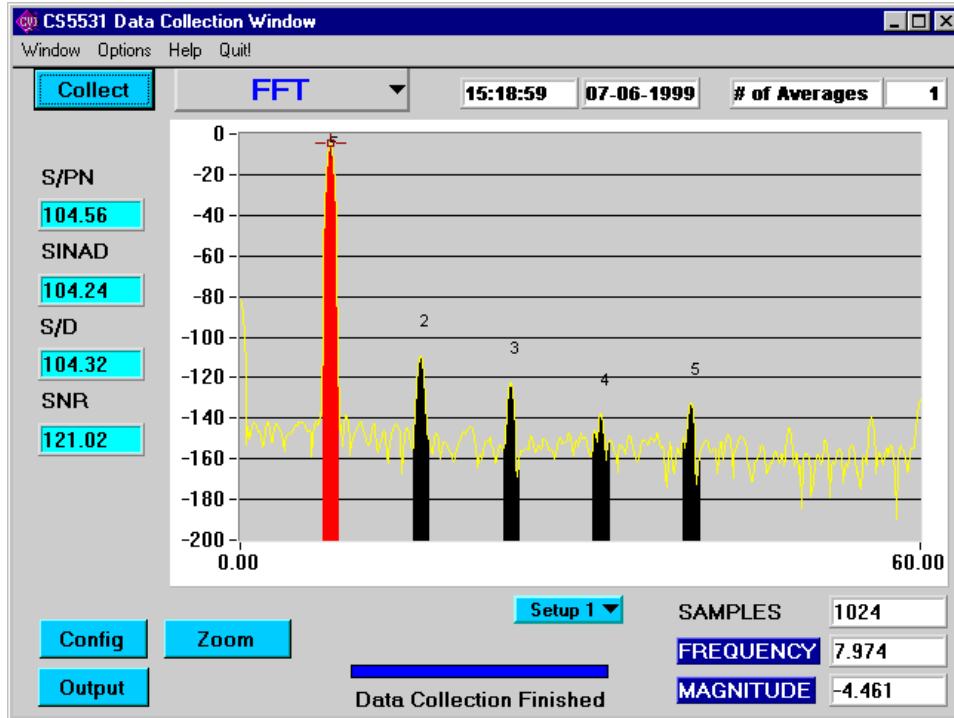 CS5531 Data Collection Window
Window Options Help Quit!
Collect FFT 15:18:59 07-06-1999 # of Averages 1
S/PN
104.56
SINAD
104.24
S/D
104.32
SNR
121.02
0
-20
-40
-60
-80
-100
-120
-140
-160
-180
-200
2
3
4
5
0.00 60.00
Setup 1
Config Zoom
Output
Data Collection Finished
SAMPLES 1024
FREQUENCY 7.974
MAGNITUDE -4.461